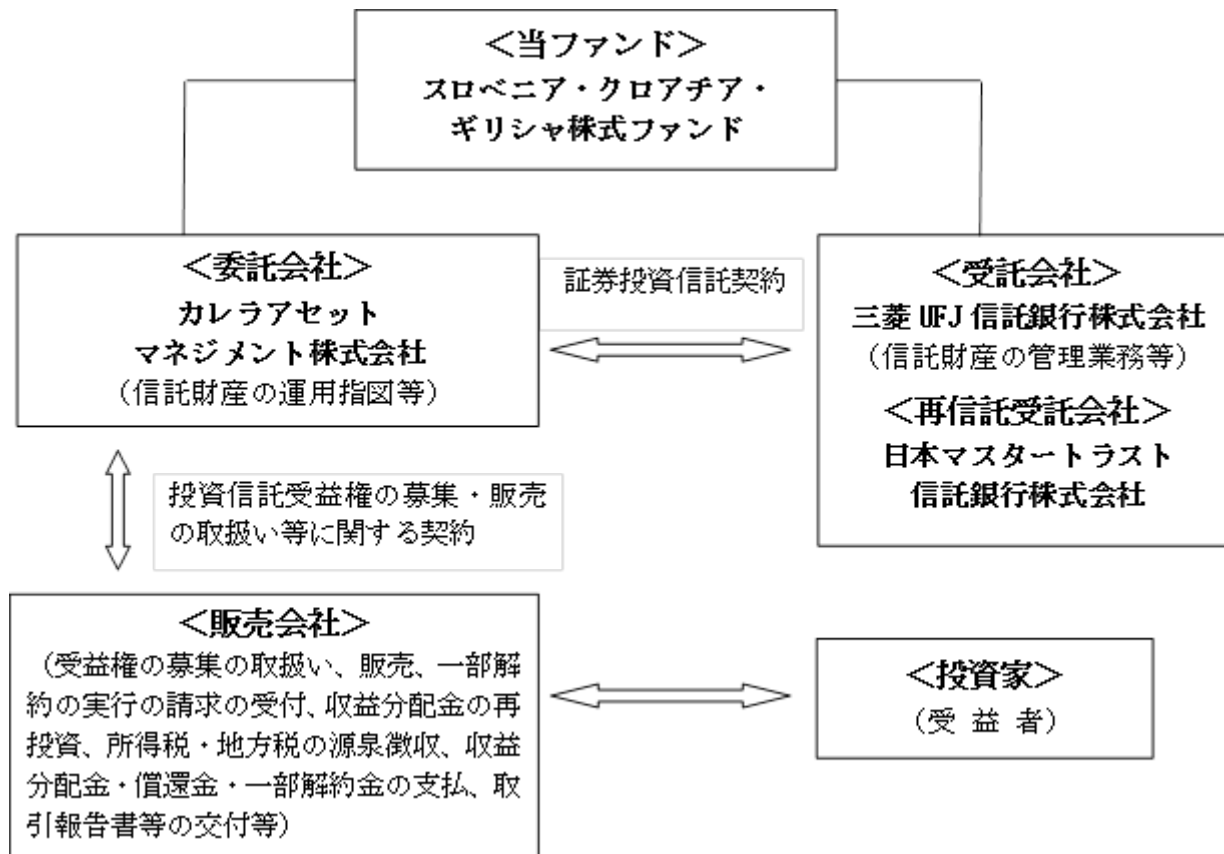 ＜当ファンド＞
スロベニア・クロアチア・
ギリシャ株式ファンド
＜委託会社＞
カレラアセット
マネジメント株式会社
（信託財産の運用指図等）
証券投資信託契約
＜受託会社＞
三菱UFJ信託銀行株式会社
（信託財産の管理業務等）
＜再信託受託会社＞
日本マスタートラスト
信託銀行株式会社
投資信託受益権の募集・販売
の取扱い等に関する契約
＜販売会社＞
（受益権の募集の取扱い、販売、一部解
約の実行の請求の受付、収益分配金の再
投資、所得税・地方税の源泉徴収、収益
分配金・償還金・一部解約金の支払、取
引報告書等の交付等）
＜投資家＞
（受 益 者）